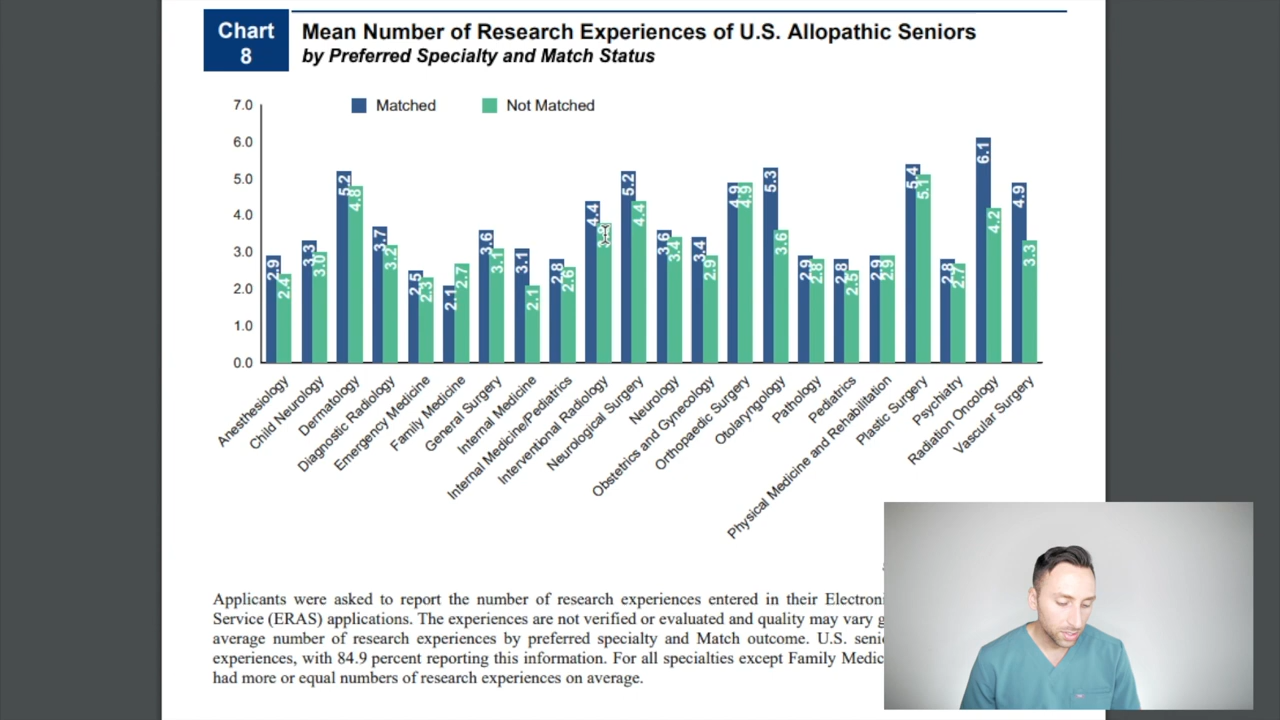 Chart
8
Mean Number of Research Experiences of U.S. Allopathic Seniors
by Preferred Specialty and Match Status
Matched
Not Matched
7.0
6.0
5.0
4.0
3.0
2.0
1.0
0.0
2.9 2.4
3.3 3.0
5.2 4.8
3.7 3.2
2.5 2.3
2.1 2.7
3.6 3.1
3.1 2.1
2.8 2.6
4.4
5.2 4.4
3.6 3.4
3.4 2.9
4.9 4.9
5.3 3.6
2.9 2.8
2.8 2.5
2.9 2.9
5.4 5.1
2.8 2.7
6.1 4.2
4.9 3.3
Anesthesiology
Child Neurology
Dermatology
Diagnostic Radiology
Emergency Medicine
Family Medicine
General Surgery
Internal Medicine
Internal Medicine/Pediatrics
Interventional Radiology
Neurological Surgery
Neurology
Obstetrics and Gynecology
Orthopaedic Surgery
Otolaryngology
Pathology
Pediatrics
Physical Medicine and Rehabilitation
Plastic Surgery
Psychiatry
Radiation Oncology
Vascular Surgery
Applicants were asked to report the number of research experiences entered in their Electroni
Service (ERAS) applications. The experiences are not verified or evaluated and quality may vary g
average number of research experiences by preferred specialty and Match outcome. U.S. seni
experiences, with 84.9 percent reporting this information. For all specialties except Family Medic
had more or equal numbers of research experiences on average.